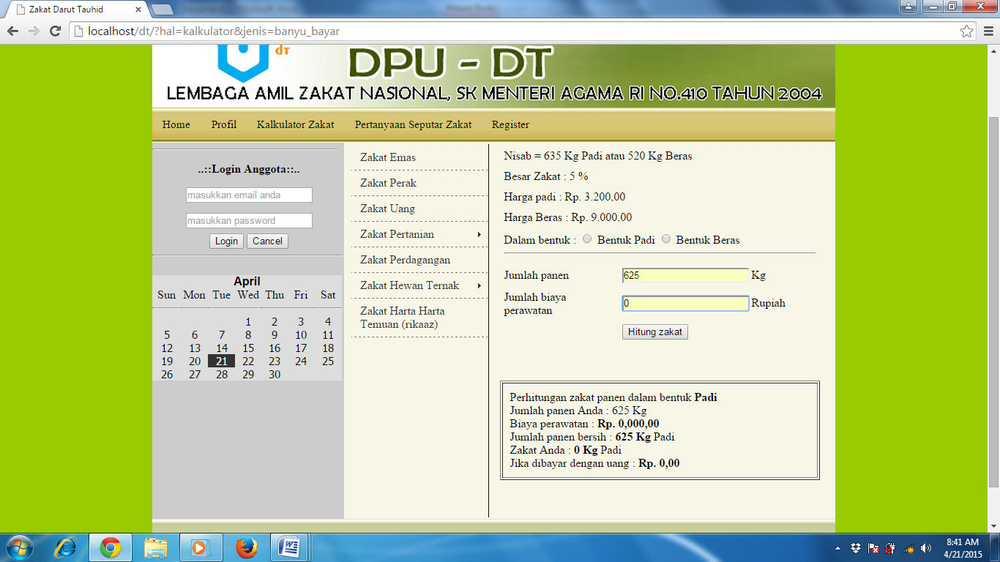 Zakat Darut Tauhid
localhost/dt/?hal=kalkulator&jenis=banyu_bayar
dT
DPU - DT
LEMBAGA AMIL ZAKAT NASIONAL, SK MENTERI AGAMA RI NO.410 TAHUN 2004
Home Profil Kalkulator Zakat Pertanyaan Seputar Zakat Register
..::Login Anggota::..
masukkan email anda
masukkan password
Login Cancel
April
Sun Mon Tue Wed Thu Fri Sat
1 2 3 4
5 6 7 8 9 10 11
12 13 14 15 16 17 18
19 20 21 22 23 24 25
26 27 28 29 30
Zakat Emas
Zakat Perak
Zakat Uang
Zakat Pertanian
Zakat Perdagangan
Zakat Hewan Ternak
Zakat Harta Harta
Temuan (rikaaz)
Nisab = 635 Kg Padi atau 520 Kg Beras
Besar Zakat : 5 %
Harga padi : Rp. 3.200,00
Harga Beras : Rp. 9.000,00
Dalam bentuk : Bentuk Padi Bentuk Beras
Jumlah panen 625 Kg
Jumlah biaya
perawatan 0 Rupiah
Hitung zakat
Perhitungan zakat panen dalam bentuk Padi
Jumlah panen Anda : 625 Kg
Biaya perawatan : Rp. 0,000,00
Jumlah panen bersih : 625 Kg Padi
Zakat Anda : 0 Kg Padi
Jika dibayar dengan uang : Rp. 0,00
8:41 AM
4/21/2015